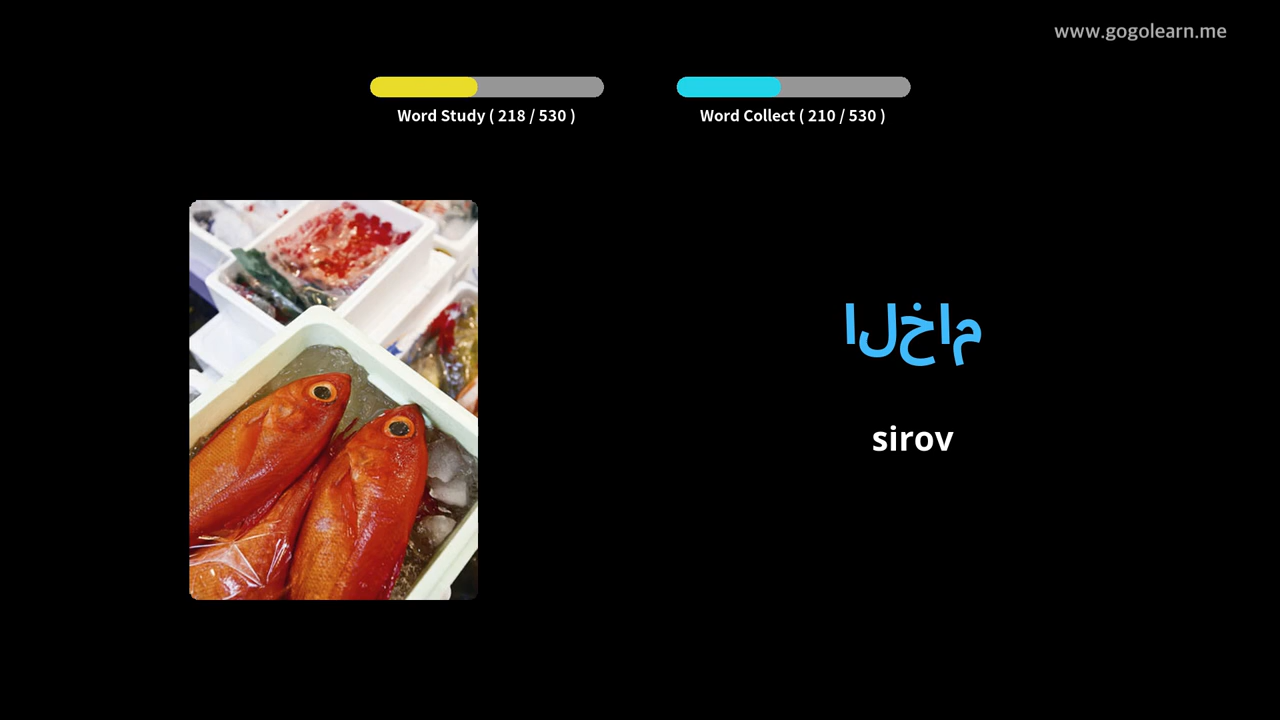 www.gogolearn.me
Word Study ( 218 / 530 )
Word Collect ( 210 / 530 )
الخام
sirov